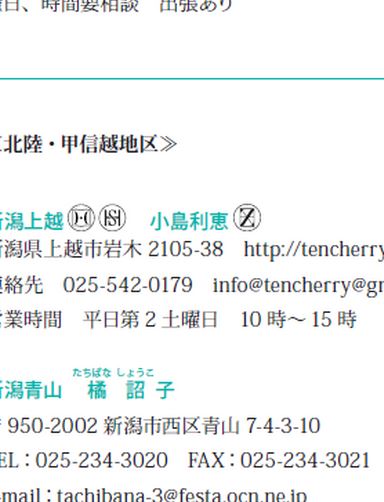 日、時間要相談　出張あり
北陸・甲信越地区≫
新潟上越 小島利恵
新潟県上越市岩木 2105-38　http://tencherry
連絡先　025-542-0179　info@tencherry@gr
営業時間　平日第 2 土曜日　10 時〜 15 時
たちばな しょうこ
新潟青山　橘　詔 子
〒 950-2002 新潟市西区青山 7-4-3-10
TEL：025-234-3020　FAX：025-234-3021
-mail：tachibana-3@festa.ocn.ne.jp